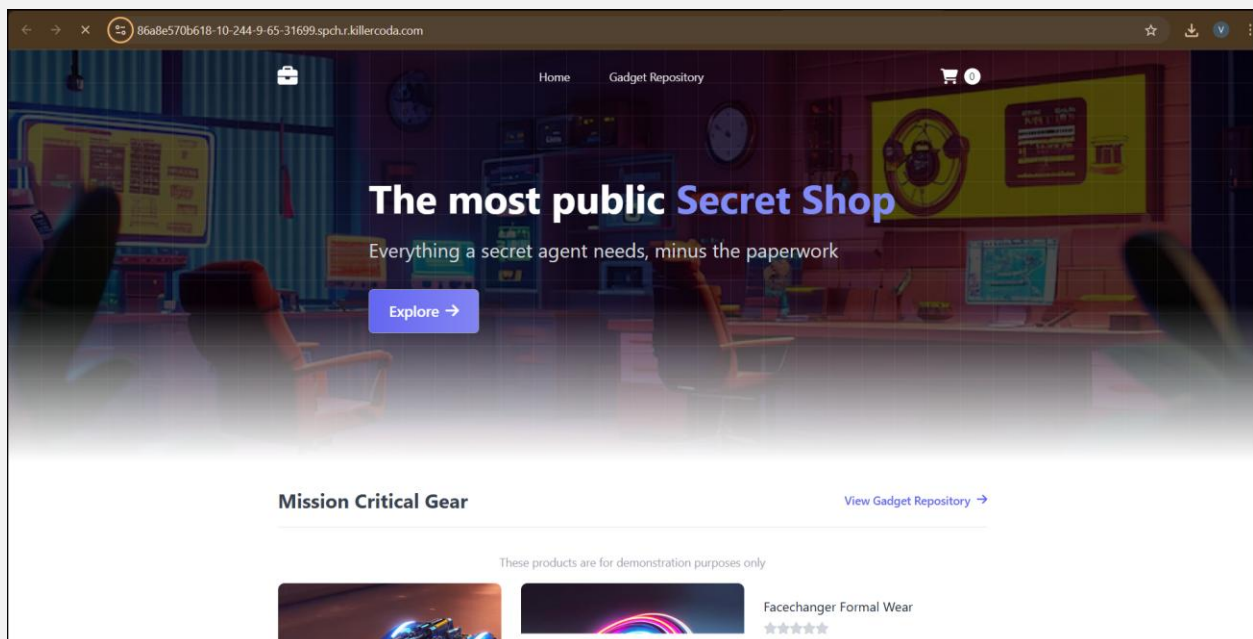 86a8e570b618-10-244-9-65-31699.spch.r.killercoda.com
V
Home Gadget Repository 0
The most public Secret Shop
Everything a secret agent needs, minus the paperwork
Explore →
Mission Critical Gear
View Gadget Repository →
These products are for demonstration purposes only
Facechanger Formal Wear